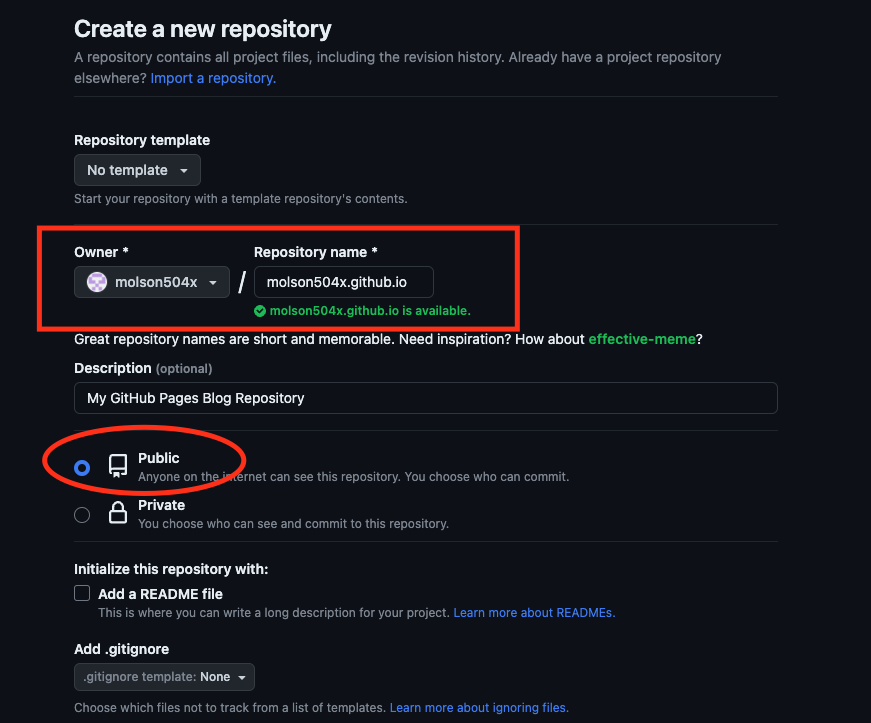 Create a new repository
A repository contains all project files, including the revision history. Already have a project repository
elsewhere? Import a repository.
Repository template
No template
Start your repository with a template repository's contents.
Owner *
Repository name *
molson504x
/
molson504x.github.io
molson504x.github.io is available.
Great repository names are short and memorable. Need inspiration? How about effective-meme?
Description (optional)
My GitHub Pages Blog Repository
Public
Anyone on the internet can see this repository. You choose who can commit.
Private
You choose who can see and commit to this repository.
Initialize this repository with:
Add a README file
This is where you can write a long description for your project. Learn more about READMEs.
Add .gitignore
.gitignore template: None
Choose which files not to track from a list of templates. Learn more about ignoring files.